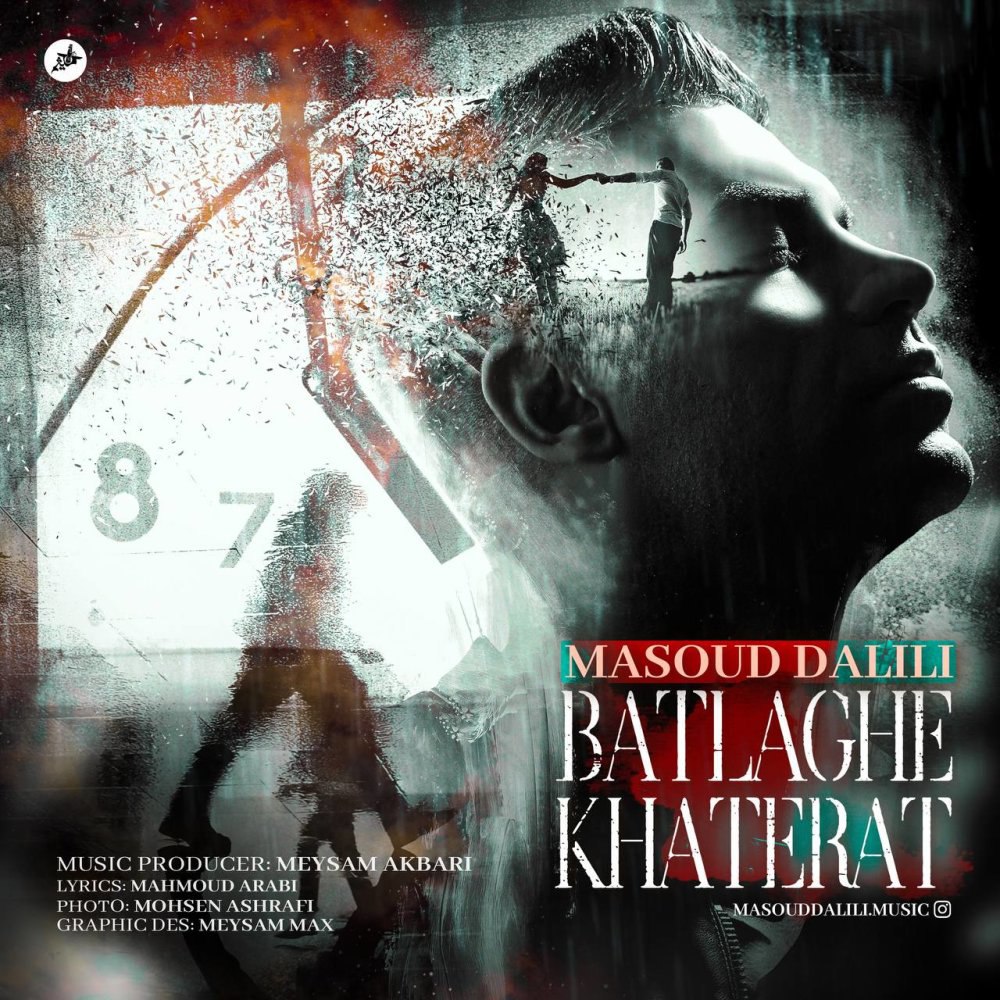 8
7
MASOUD DALILI
BATLAGHE
KHATERAT
MASOUDDALILI.MUSIC
MUSIC PRODUCER: MEYSAM AKBARI
LYRICS: MAHMOUD ARABI
PHOTO: MOHSEN ASHRAFI
GRAPHIC DES: MEYSAM MAX